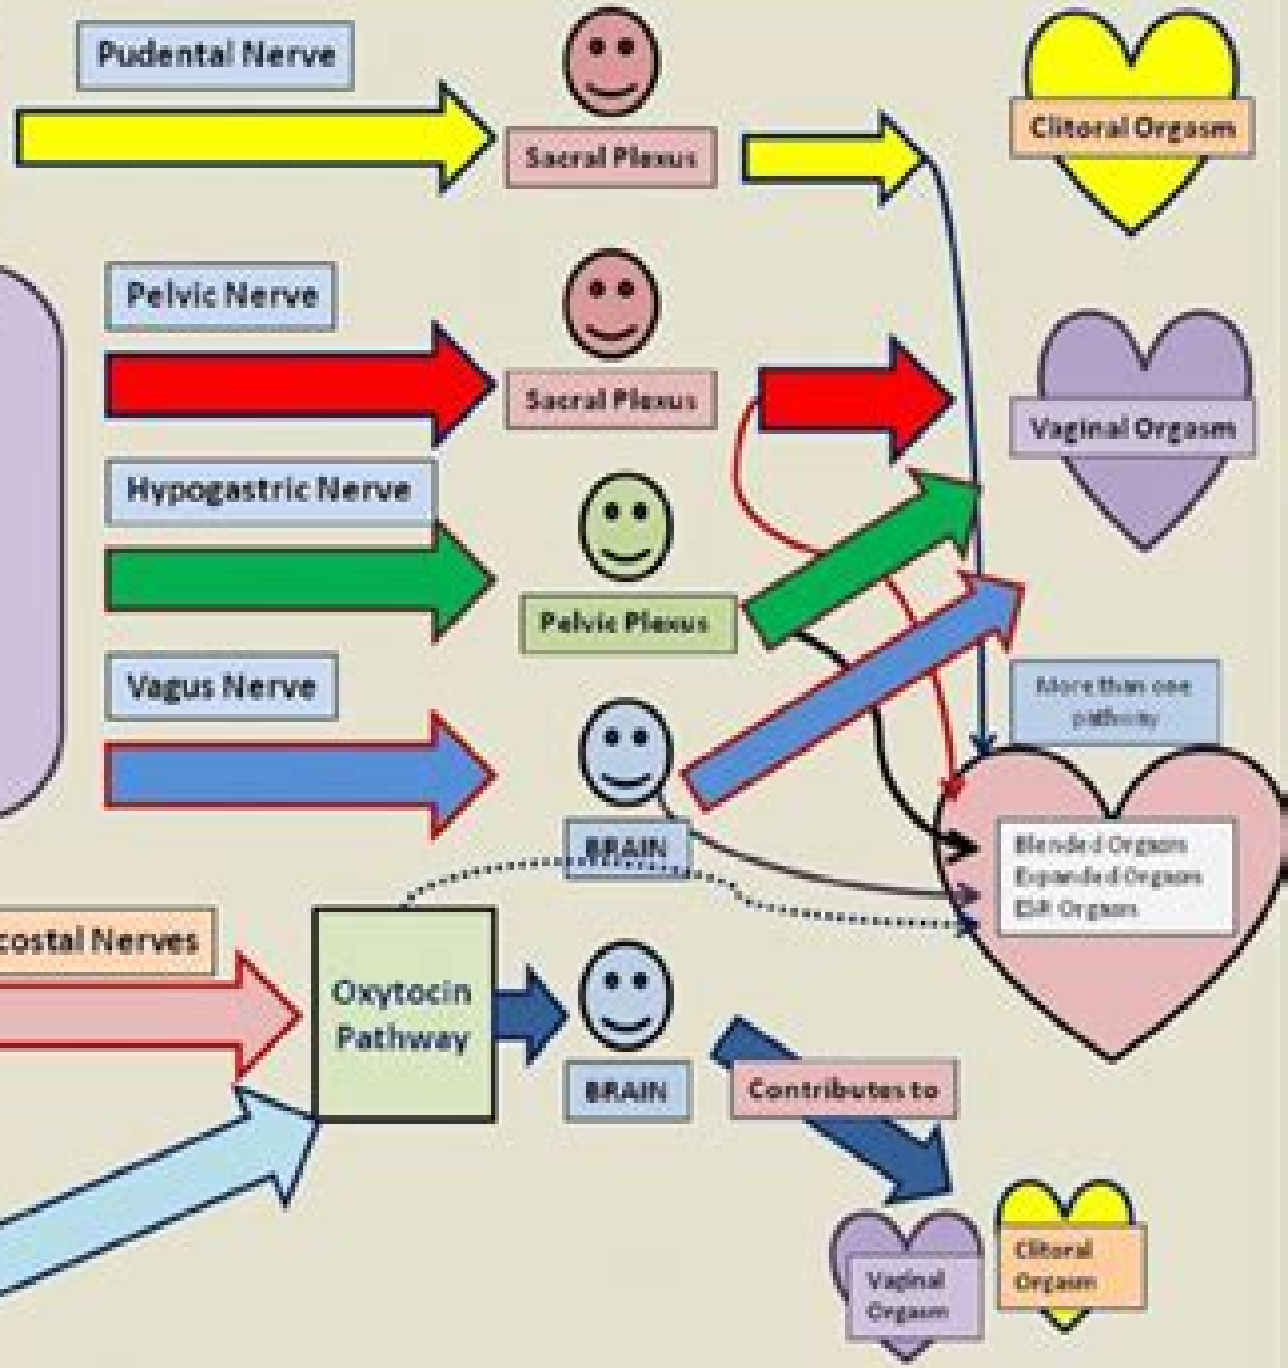 Pudental Nerve
Sacral Plexus
Clitoral Orgasm
Pelvic Nerve
Sacral Plexus
Vaginal Orgasm
Hypogastric Nerve
Pelvic Plexus
Vagus Nerve
More than one
pathway
BRAIN
Blended Orgasm
Expanded Orgasm
ESR Orgasm
costal Nerves
Oxytocin
Pathway
BRAIN
Contributes to
Vaginal
Orgasm
Clitoral
Orgasm